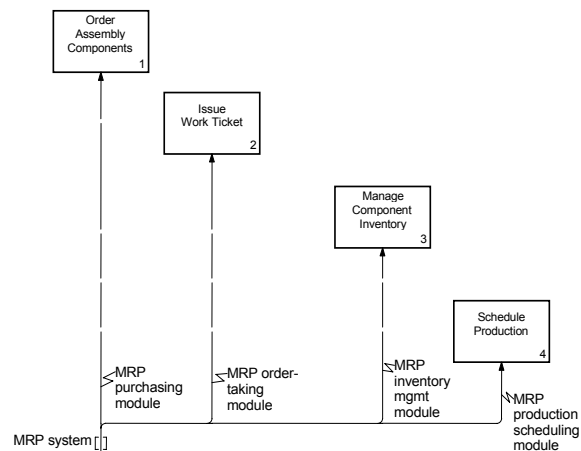 Order
Assembly
Components
1
Issue
Work Ticket
2
Manage
Component
Inventory
3
Schedule
Production
4
MRP
purchasing
module
MRP order-
taking
module
MRP
inventory
mgmt
module
MRP
production
scheduling
module
MRP system